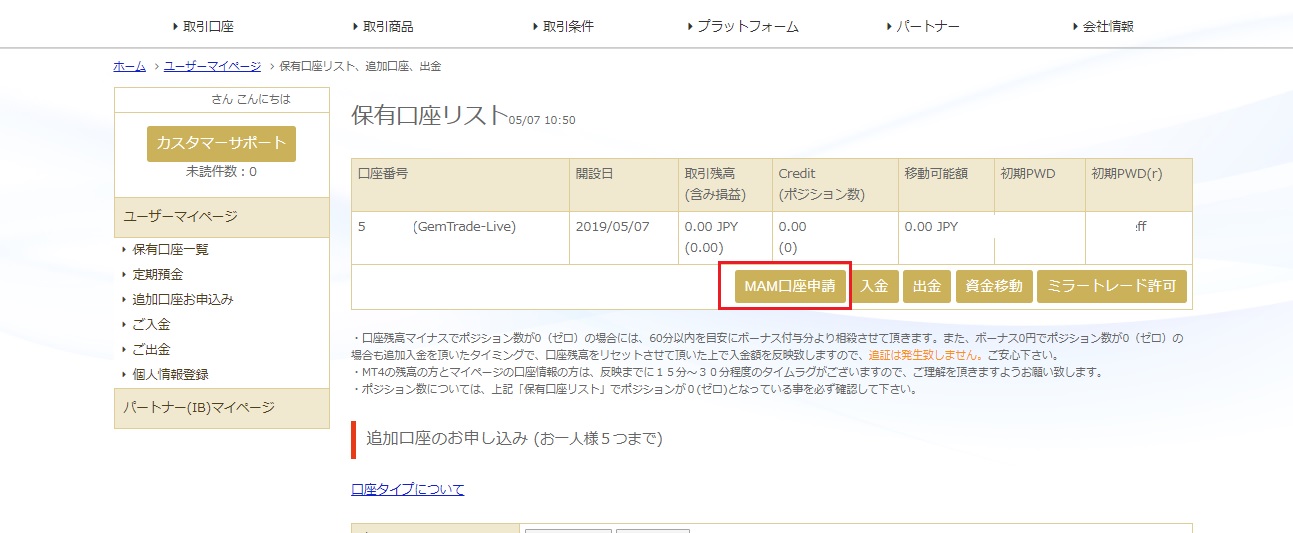 取引口座 取引商品 取引条件 プラットフォーム パートナー 会社情報
ホーム > ユーザーマイページ > 保有口座リスト、追加口座、出金
さん こんにちは
カスタマーサポート
未読件数：0
ユーザーマイページ
保有口座一覧
定期預金
追加口座お申込み
ご入金
ご出金
個人情報登録
パートナー(IB)マイページ
保有口座リスト05/07 10:50
口座番号 開設日 取引残高 Credit 移動可能額 初期PWD 初期PWD(r)
(含み損益) (ポジション数)
5 (GemTrade-Live) 2019/05/07 0.00 JPY 0.00 0.00 JPY eff
(0.00) (0)
MAM口座申請 入金 出金 資金移動 ミラートレード許可
・口座残高マイナスでポジション数が0（ゼロ）の場合には、60分以内を目安にボーナス付与分より相殺させて頂きます。また、ボーナス0円でポジション数が0（ゼロ）の
場合も追加入金を頂いたタイミングで、口座残高をリセットさせて頂いた上で入金額を反映致しますので、追証は発生致しません。ご安心下さい。
・MT4の残高の方とマイページの口座情報の方は、反映までに１５分～３０分程度のタイムラグがございますので、ご理解を頂きますようお願い致します。
・ポジション数については、上記「保有口座リスト」でポジションが０(ゼロ)となっている事を必ず確認して下さい。
追加口座のお申し込み (お一人様５つまで)
口座タイプについて